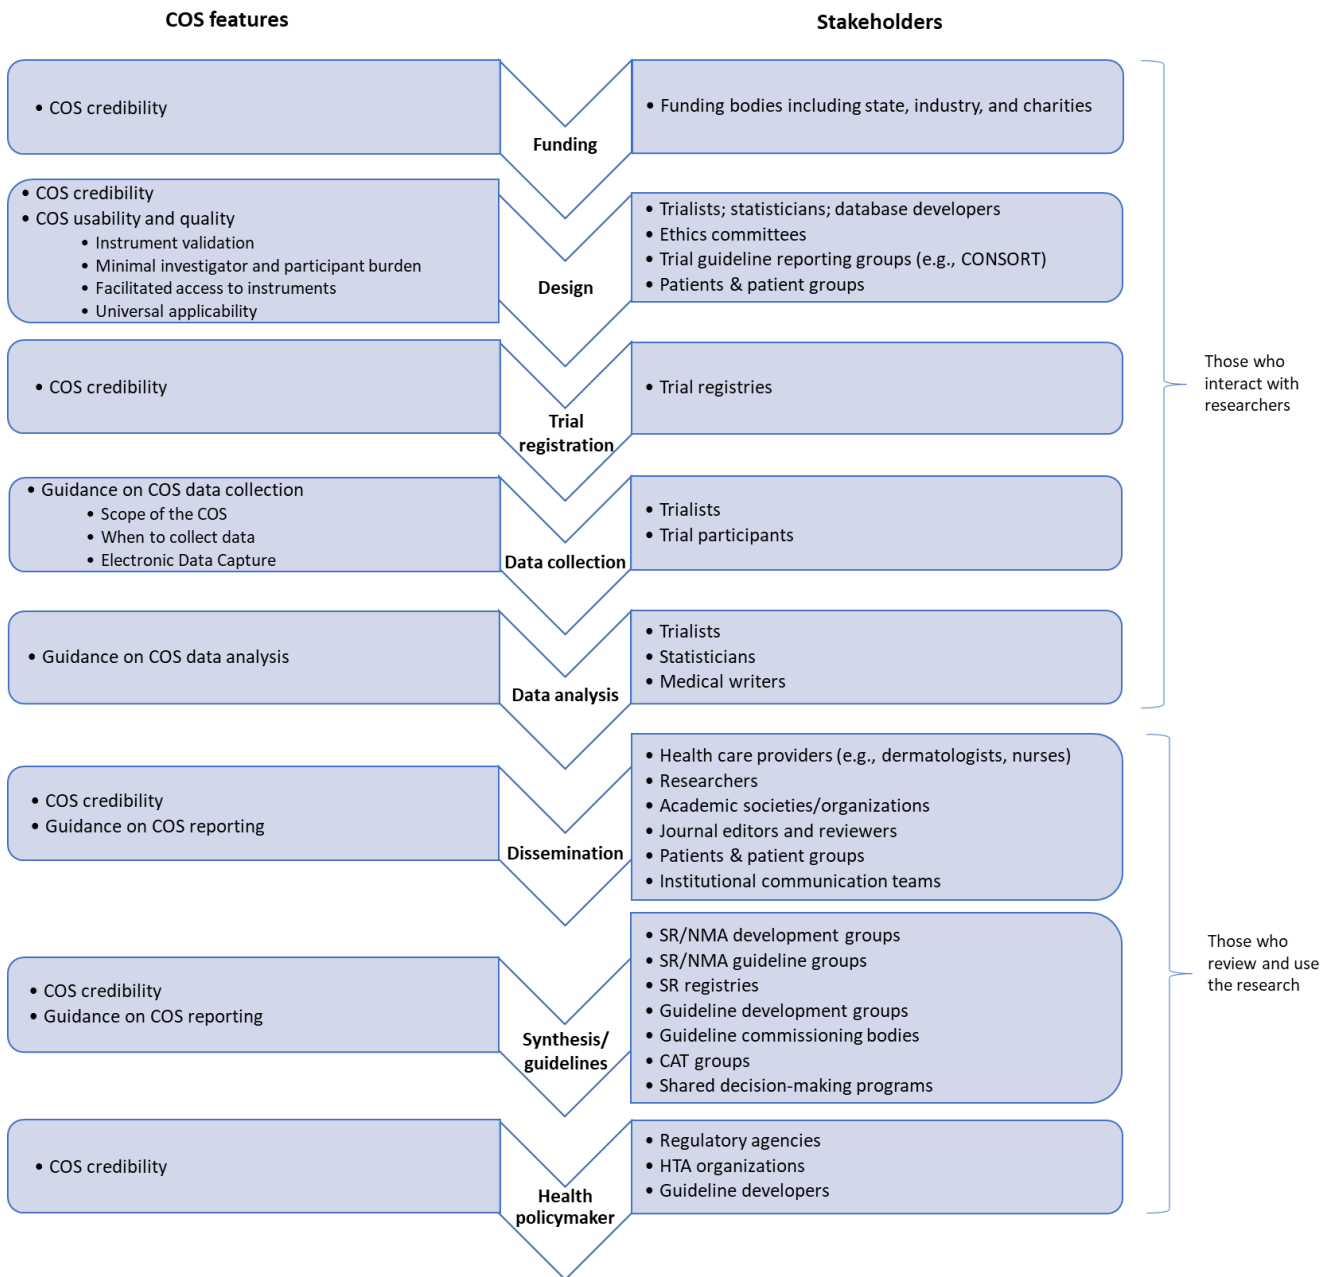 COS features
Stakeholders
• COS credibility
Funding
• Funding bodies including state, industry, and charities
• COS credibility
• COS usability and quality
• Instrument validation
• Minimal investigator and participant burden
• Facilitated access to instruments
• Universal applicability
Design
• Trialists; statisticians; database developers
• Ethics committees
• Trial guideline reporting groups (e.g., CONSORT)
• Patients & patient groups
• COS credibility
Trial
registration
• Trial registries
Those who
interact with
researchers
• Guidance on COS data collection
• Scope of the COS
• When to collect data
• Electronic Data Capture
Data collection
• Trialists
• Trial participants
• Guidance on COS data analysis
Data analysis
• Trialists
• Statisticians
• Medical writers
• COS credibility
• Guidance on COS reporting
Dissemination
• Health care providers (e.g., dermatologists, nurses)
• Researchers
• Academic societies/organizations
• Journal editors and reviewers
• Patients & patient groups
• Institutional communication teams
• COS credibility
• Guidance on COS reporting
Synthesis/
guidelines
• SR/NMA development groups
• SR/NMA guideline groups
• SR registries
• Guideline development groups
• Guideline commissioning bodies
• CAT groups
• Shared decision-making programs
Those who
review and use
the research
• COS credibility
Health
policymaker
• Regulatory agencies
• HTA organizations
• Guideline developers